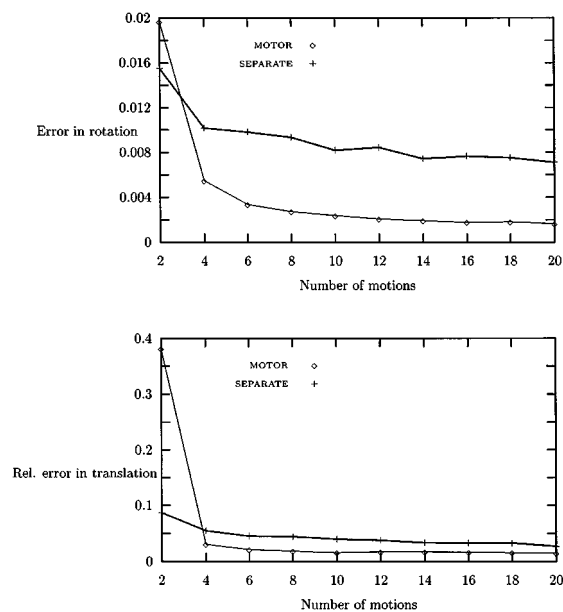 0.02
MOTOR
0.016
SEPARATE
0.012
Error in rotation
0.008
0.004
0
2 4 6 8 10 12 14 16 18 20
Number of motions
0.4
MOTOR
SEPARATE
0.3
0.2
Rel. error in translation
0.1
0
2 4 6 8 10 12 14 16 18 20
Number of motions